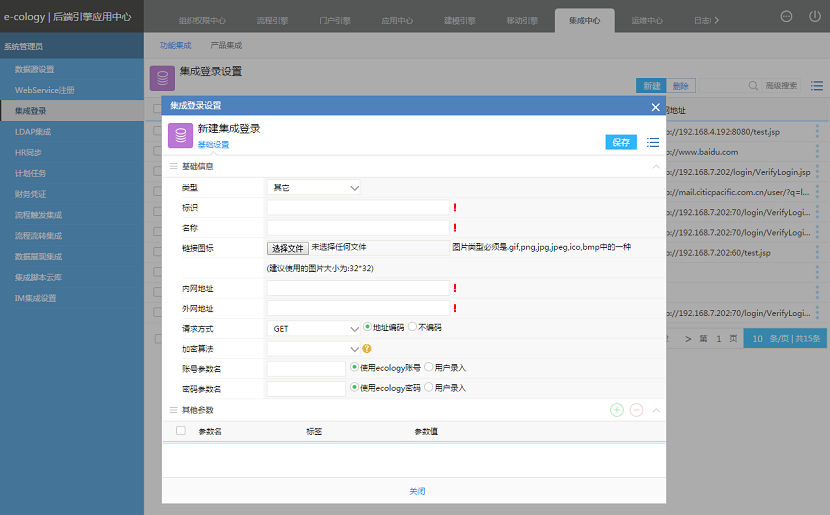 e-cology | 后端引擎应用中心
组织权限中心 流程引擎 门户引擎 应用中心 建模引擎 移动引擎 集成中心 运维中心 日志
系统管理员
功能集成 产品集成
数据源设置
WebService注册
集成登录
LDAP集成
HR同步
计划任务
财务凭证
流程触发集成
流程流转集成
数据展现集成
集成脚本云库
IM集成设置
集成登录设置
新建 删除 高级搜索
集成登录设置
新建集成登录
基础设置
保存
基础信息
类型 其它
标识
名称
链接图标 选择文件 未选择任何文件 图片类型必须是.gif,png,jpg,jpeg,ico,bmp中的一种
(建议使用的图片大小为:32*32)
内网地址
外网地址
请求方式 GET 地址编码 不编码
加密算法
账号参数名 使用ecology账号 用户录入
密码参数名 使用ecology密码 用户录入
其他参数
参数名 标签 参数值
关闭
网地址
p://192.168.4.192:8080/test.jsp
p://www.baidu.com
p://192.168.7.202/login/VerifyLogin.jsp
p://mail.citicpacific.com.cn/user/?q=l...
p://192.168.7.202:70/login/VerifyLogi...
p://192.168.7.202:70/login/VerifyLogi...
p://192.168.7.202:60/test.jsp
p://192.168.7.202:70/login/VerifyLogi...
> 第 1 页 10 条/页 | 共15条